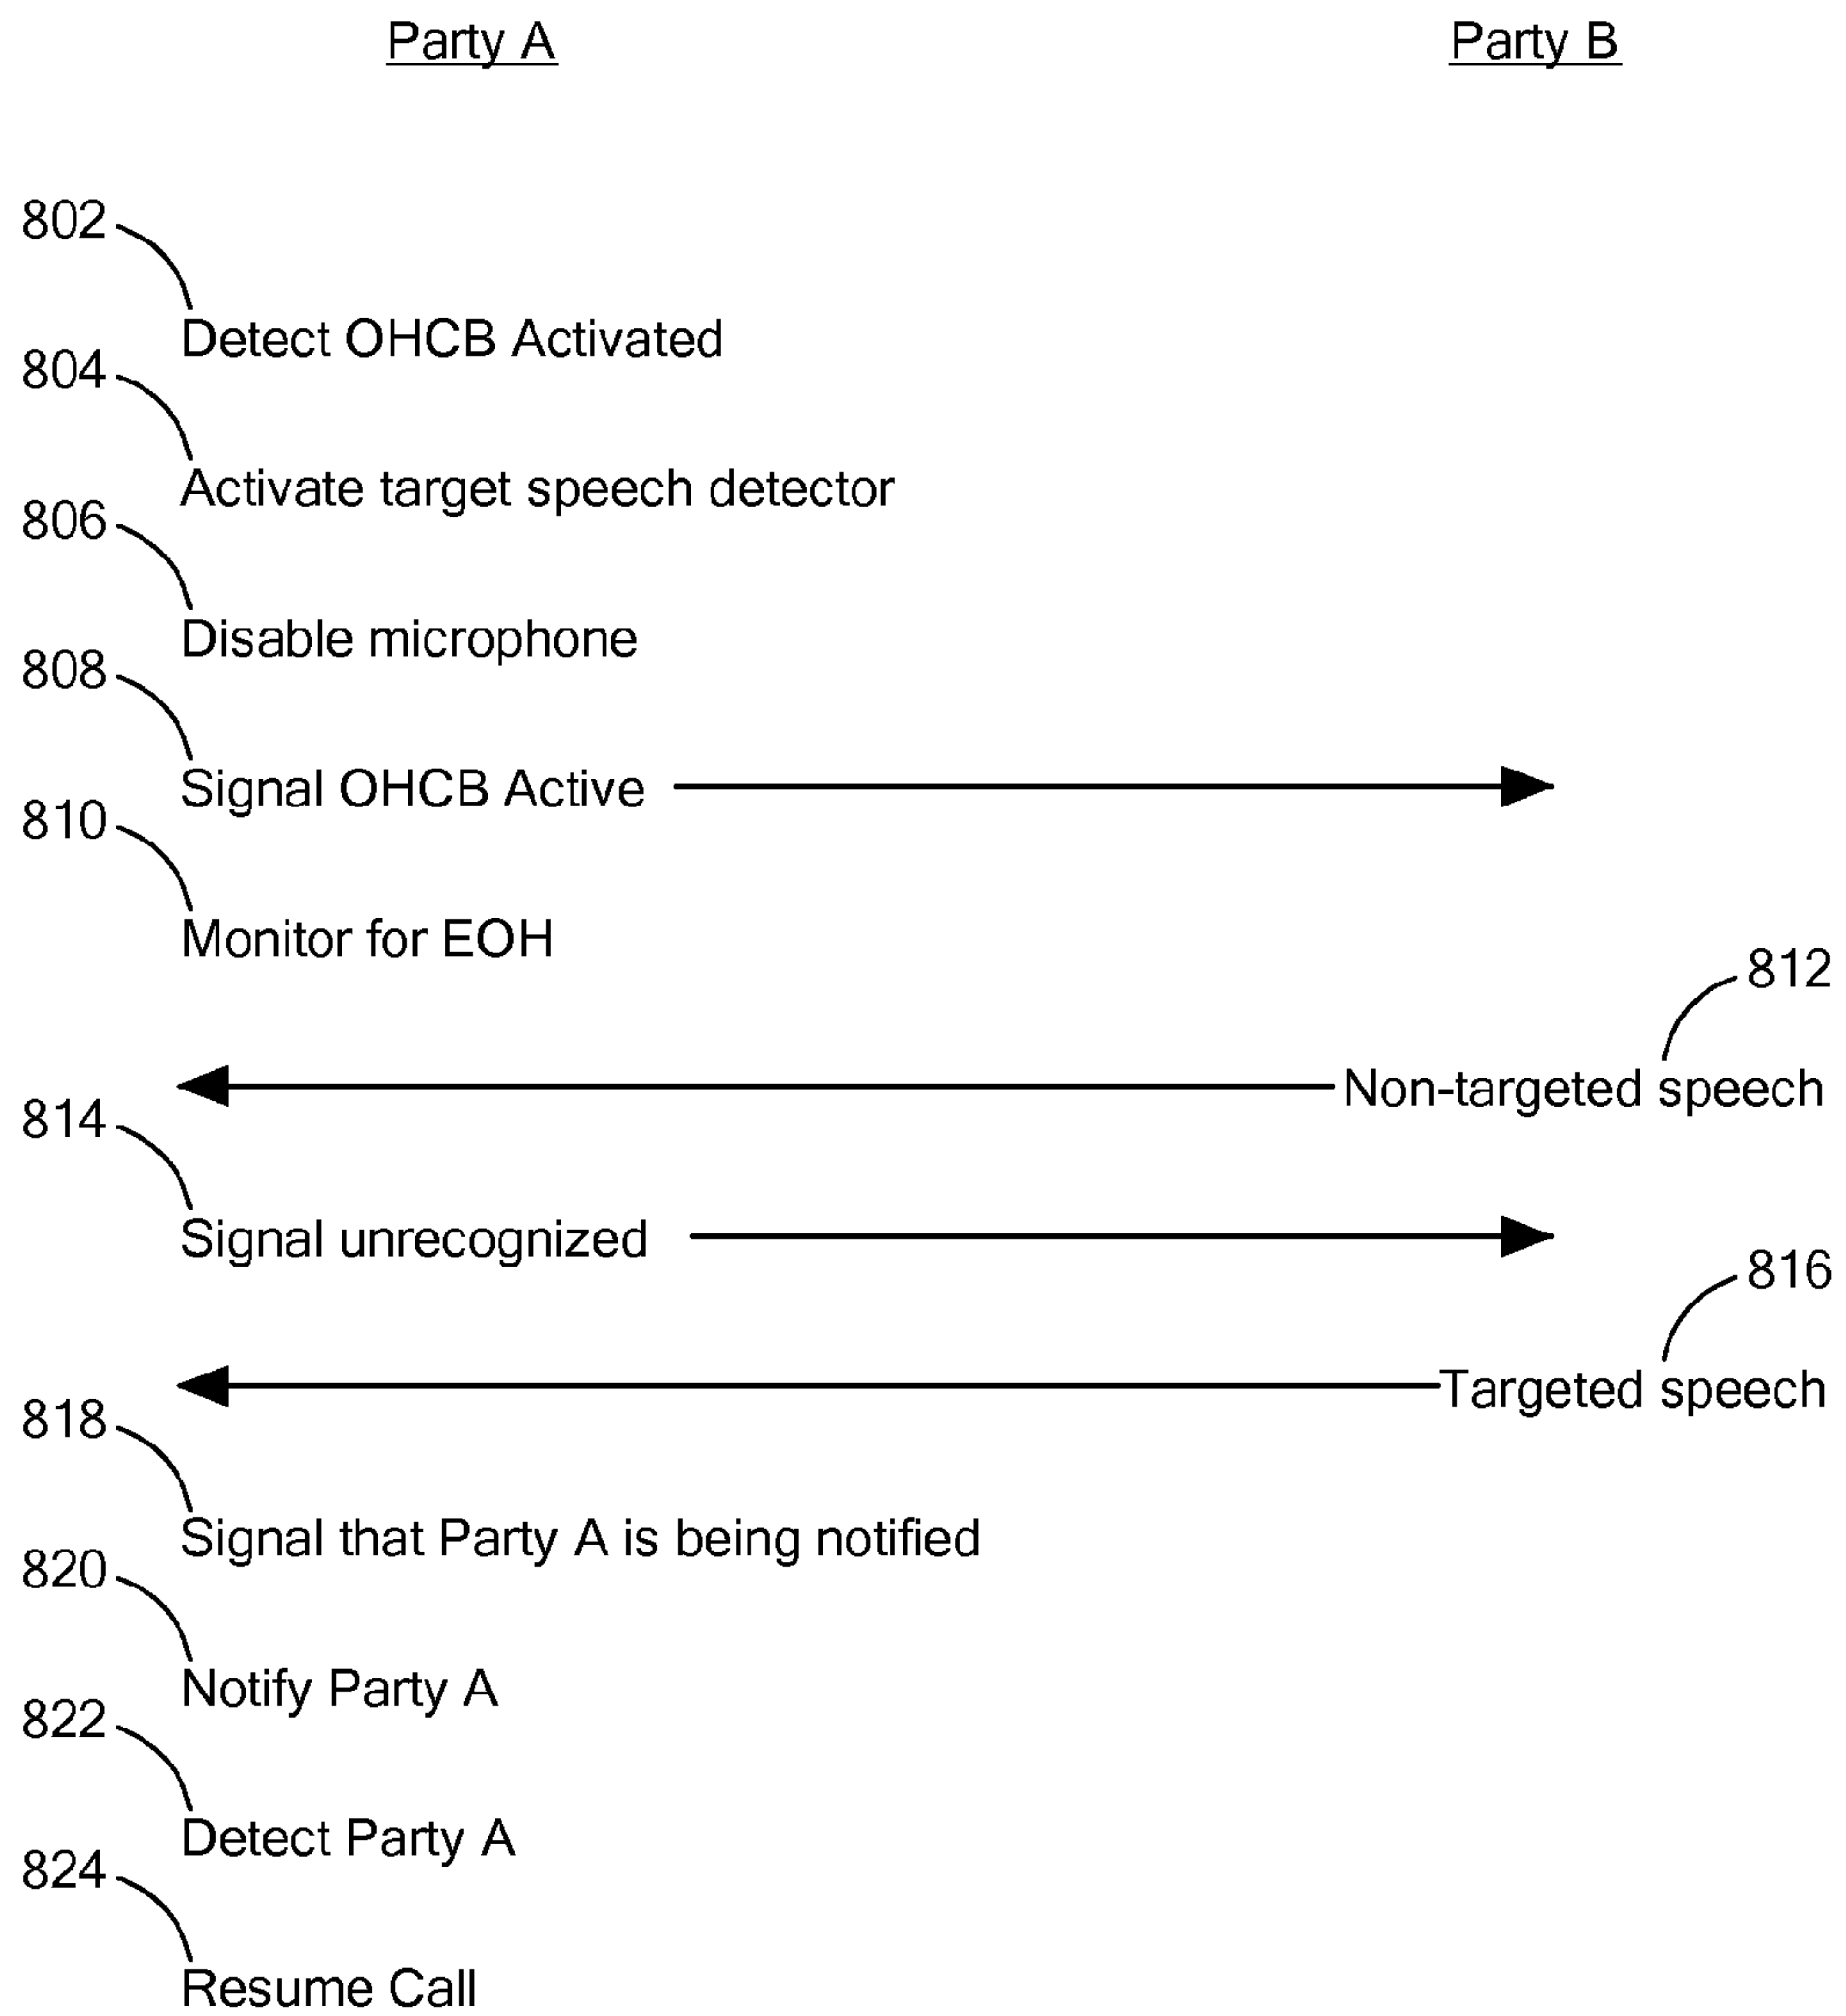 Party A
Party B
802
Detect OHCB Activated
804
Activate target speech detector
806
Disable microphone
808
Signal OHCB Active
810
Monitor for EOH
812
Non-targeted speech
814
Signal unrecognized
816
Targeted speech
818
Signal that Party A is being notified
820
Notify Party A
822
Detect Party A
824
Resume Call